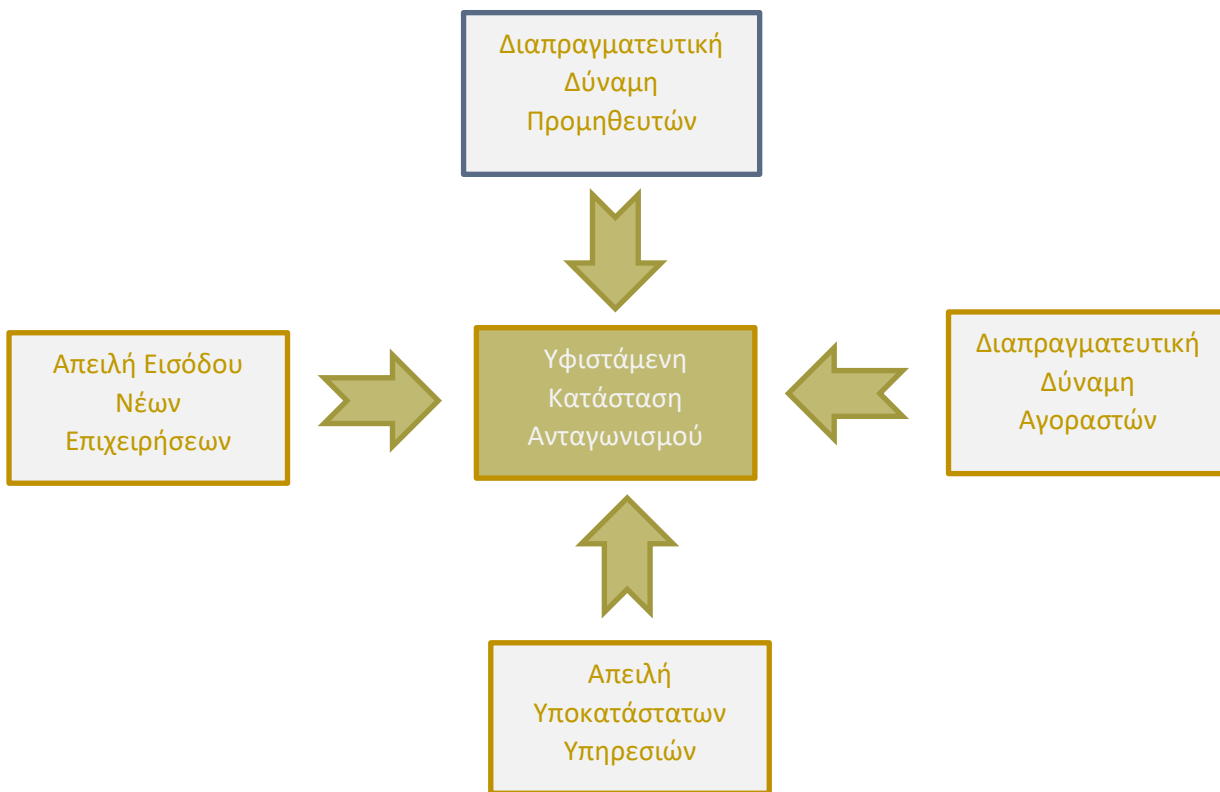 Διαπραγματευτική
Δύναμη
Προμηθευτών
Απειλή Εισόδου
Νέων
Επιχειρήσεων
Υφιστάμενη
Κατάσταση
Ανταγωνισμού
Διαπραγματευτική
Δύναμη
Αγοραστών
Απειλή
Υποκατάστατων
Υπηρεσιών